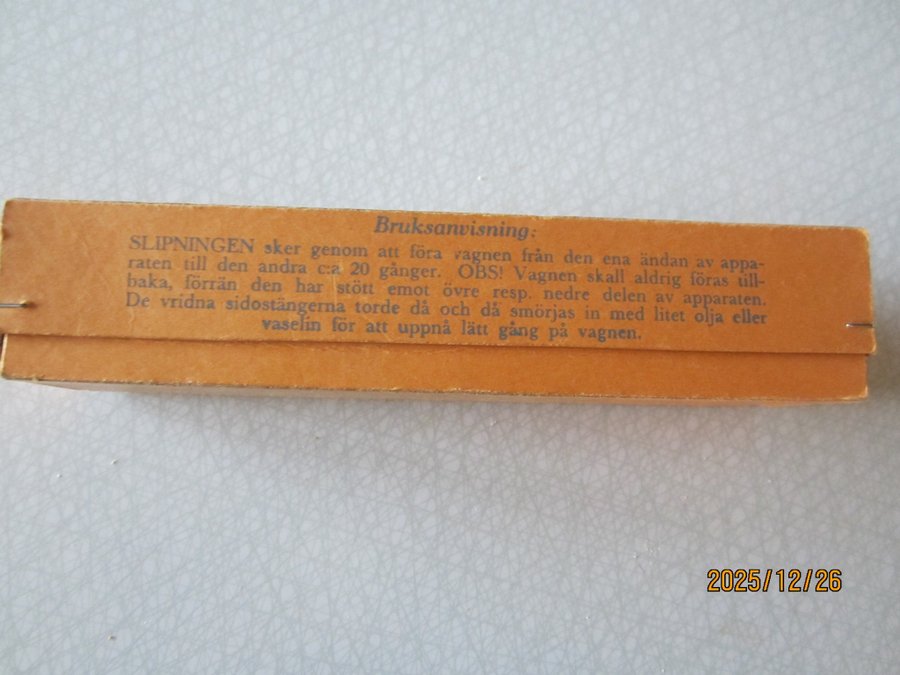 Bruksanvisning:
SLIPNINGEN sker genom att föra vagnen från den ena ändan av appa-
raten till den andra c:a 20 gånger. OBS! Vagnen skall aldrig föras till-
baka, förrän den har stött emot övre resp. nedre delen av apparaten.
De vridna sidostängerna torde då och då smörjas in med litet olja eller
vaselin för att uppnå lätt gång på vagnen.
2025/12/26